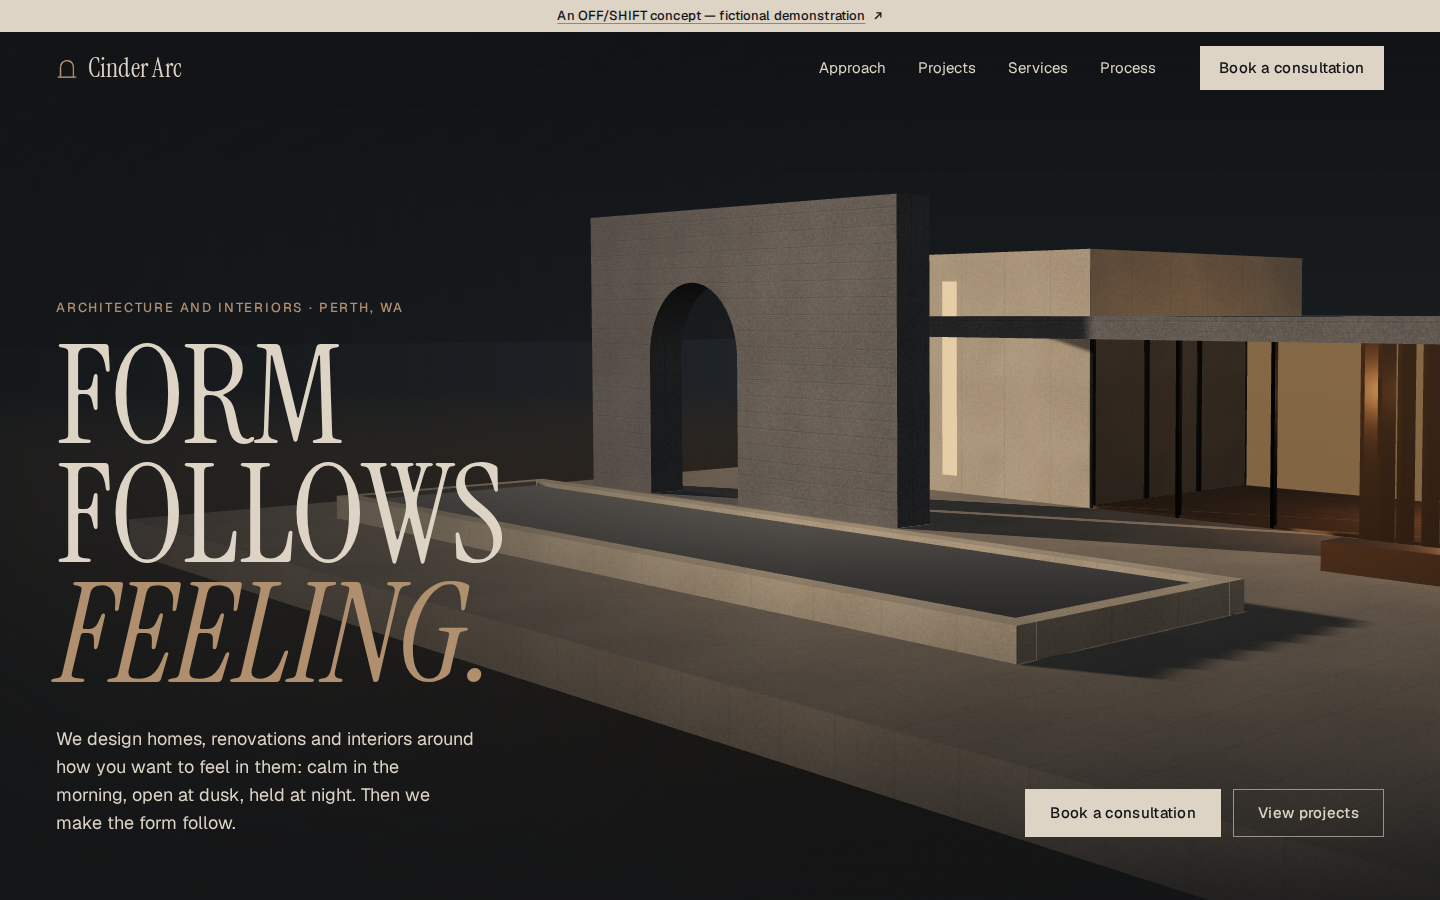 An OFF/SHIFT concept — fictional demonstration ↗
Cinder Arc
Approach
Projects
Services
Process
Book a consultation
ARCHITECTURE AND INTERIORS · PERTH, WA
FORM
FOLLOWS
FEELING.
We design homes, renovations and interiors around
how you want to feel in them: calm in the
morning, open at dusk, held at night. Then we
make the form follow.
Book a consultation
View projects